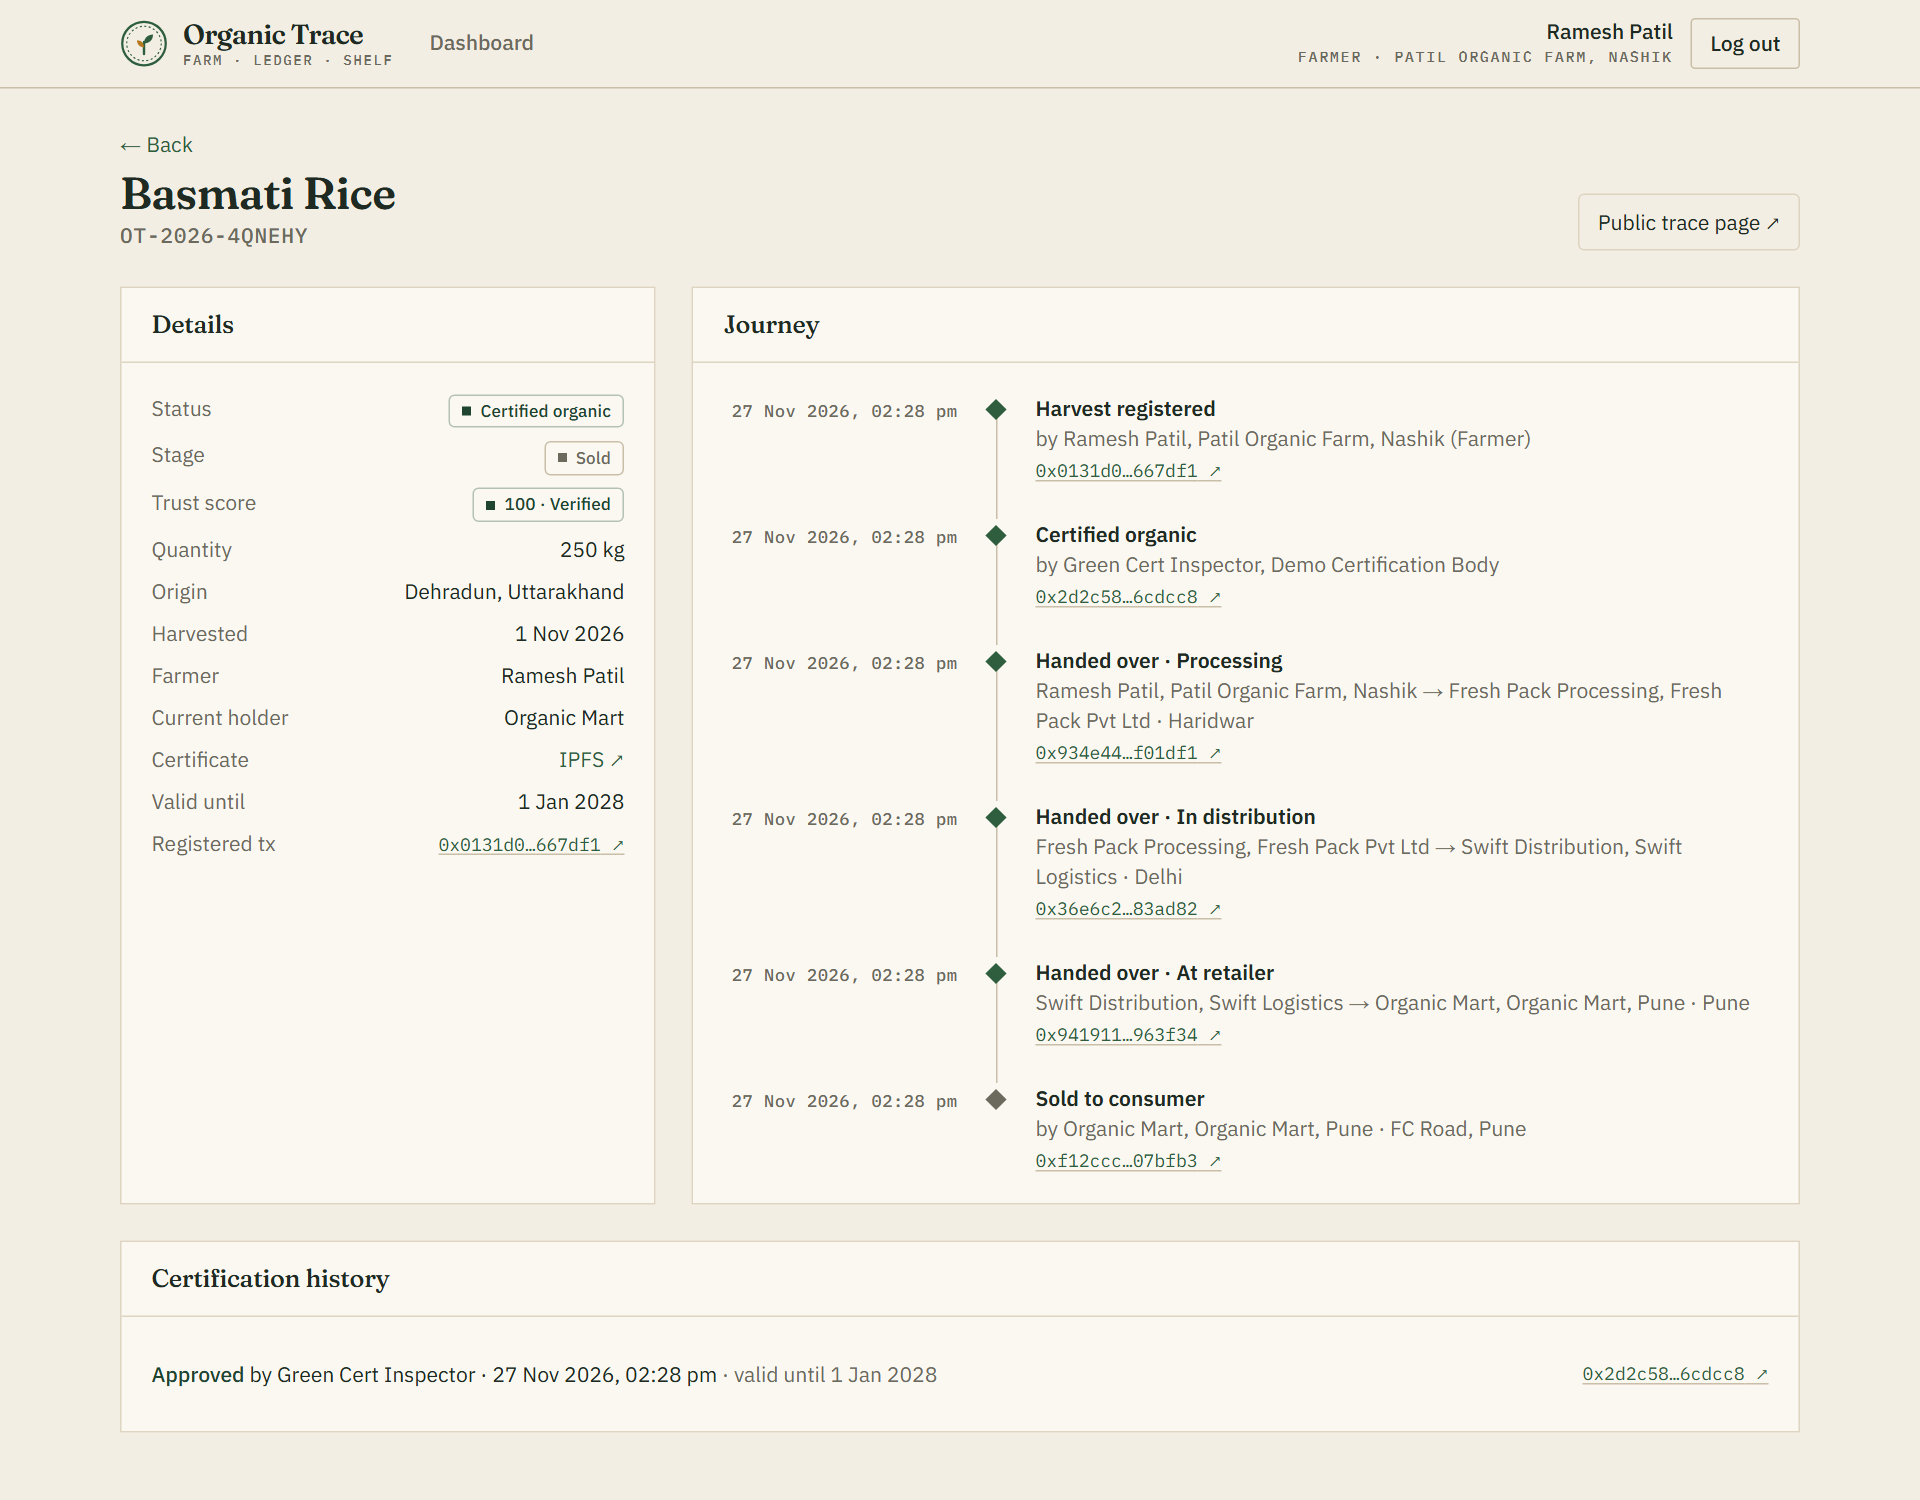 Organic Trace
FARM · LEDGER · SHELF
Dashboard
Ramesh Patil
FARMER · PATIL ORGANIC FARM, NASHIK
Log out
← Back
Basmati Rice
OT-2026-4QNEHY
Public trace page ↗
Details
Status
Certified organic
Stage
Sold
Trust score
100 · Verified
Quantity
250 kg
Origin
Dehradun, Uttarakhand
Harvested
1 Nov 2026
Farmer
Ramesh Patil
Current holder
Organic Mart
Certificate
IPFS ↗
Valid until
1 Jan 2028
Registered tx
0x0131d0…667df1 ↗
Journey
27 Nov 2026, 02:28 pm
Harvest registered
by Ramesh Patil, Patil Organic Farm, Nashik (Farmer)
0x0131d0…667df1 ↗
27 Nov 2026, 02:28 pm
Certified organic
by Green Cert Inspector, Demo Certification Body
0x2d2c58…6cdcc8 ↗
27 Nov 2026, 02:28 pm
Handed over · Processing
Ramesh Patil, Patil Organic Farm, Nashik → Fresh Pack Processing, Fresh
Pack Pvt Ltd · Haridwar
0x934e44…f01df1 ↗
27 Nov 2026, 02:28 pm
Handed over · In distribution
Fresh Pack Processing, Fresh Pack Pvt Ltd → Swift Distribution, Swift
Logistics · Delhi
0x36e6c2…83ad82 ↗
27 Nov 2026, 02:28 pm
Handed over · At retailer
Swift Distribution, Swift Logistics → Organic Mart, Organic Mart, Pune · Pune
0x941911…963f34 ↗
27 Nov 2026, 02:28 pm
Sold to consumer
by Organic Mart, Organic Mart, Pune · FC Road, Pune
0xf12ccc…07bfb3 ↗
Certification history
Approved by Green Cert Inspector · 27 Nov 2026, 02:28 pm · valid until 1 Jan 2028
0x2d2c58…6cdcc8 ↗